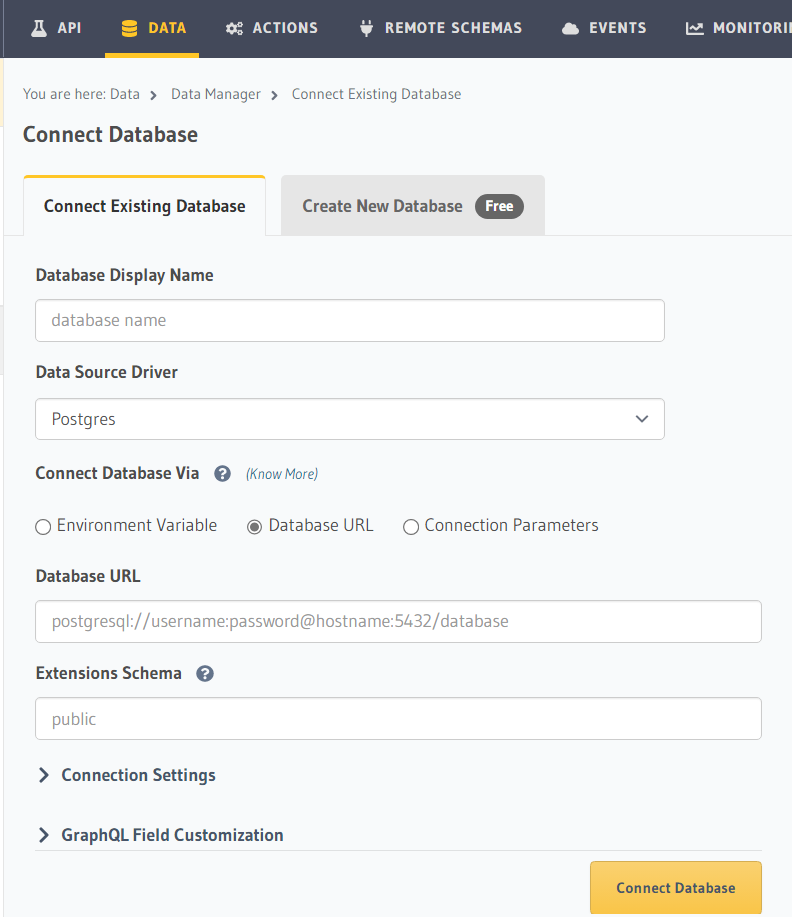 API DATA ACTIONS REMOTE SCHEMAS EVENTS MONITORI
You are here: Data Data Manager Connect Existing Database
Connect Database
Connect Existing Database Create New Database Free
Database Display Name
database name
Data Source Driver
Postgres
Connect Database Via ? (Know More)
Environment Variable Database URL Connection Parameters
Database URL
postgresql://username:password@hostname:5432/database
Extensions Schema ?
public
Connection Settings
GraphQL Field Customization
Connect Database